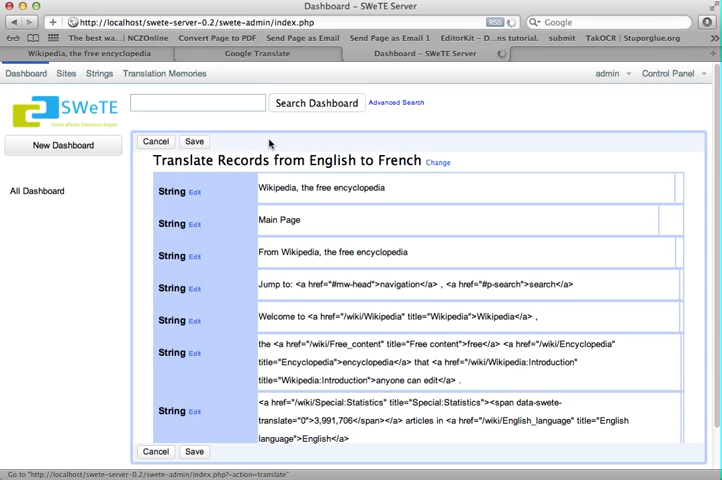 Dashboard – SWeTE Server
http://localhost/swete-server-0.2/swete-admin/index.php
RSS
Google
The best wa... | NCZOnline
Convert Page to PDF
Send Page as Email
Send Page as Email 1
EditorKit – D...ns tutorial.
submit
TakOCR | Stuporglue.org
Wikipedia, the free encyclopedia
Google Translate
Dashboard – SWeTE Server
Dashboard
Sites
Strings
Translation Memories
admin
Control Panel
SWeTE
Search Dashboard
Advanced Search
New Dashboard
Cancel
Save
All Dashboard
Translate Records from English to French Change
String Edit
Wikipedia, the free encyclopedia
String Edit
Main Page
String Edit
From Wikipedia, the free encyclopedia
String Edit
Jump to: <a href="#mw-head">navigation</a> , <a href="#p-search">search</a>
String Edit
Welcome to <a href="/wiki/Wikipedia" title="Wikipedia">Wikipedia</a> ,
String Edit
the <a href="/wiki/Free_content" title="Free content">free</a> <a href="/wiki/Encyclopedia"
title="Encyclopedia">encyclopedia</a> that <a href="/wiki/Wikipedia:Introduction"
title="Wikipedia:Introduction">anyone can edit</a> .
String Edit
<a href="/wiki/Special:Statistics" title="Special:Statistics"><span data-swete-
translate="0">3,991,706</span></a> articles in <a href="/wiki/English_language" title="English
language">English</a>
Cancel
Save
Go to "http://localhost/swete-server-0.2/swete-admin/index.php?-action=translate"